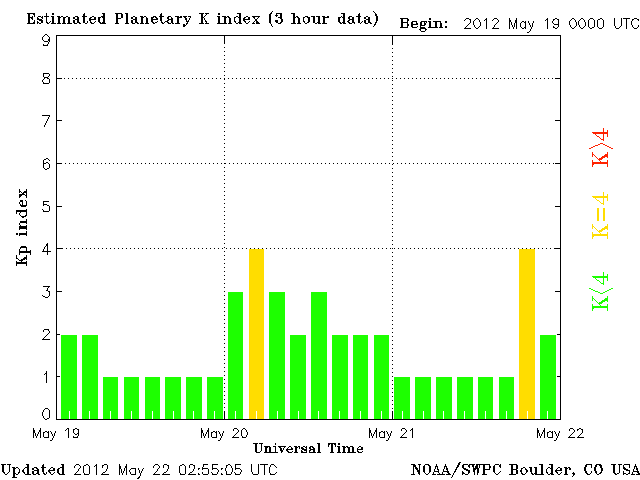 Estimated Planetary K index (3 hour data) Begin: 2012 May 19 0000 UTC
9
8
7
6
5
4
3
2
1
0
Kp index
K>4
K=4
K<4
May 19 May 20 May 21 May 22
Universal Time
Updated 2012 May 22 02:55:05 UTC NOAA/SWPC Boulder, CO USA